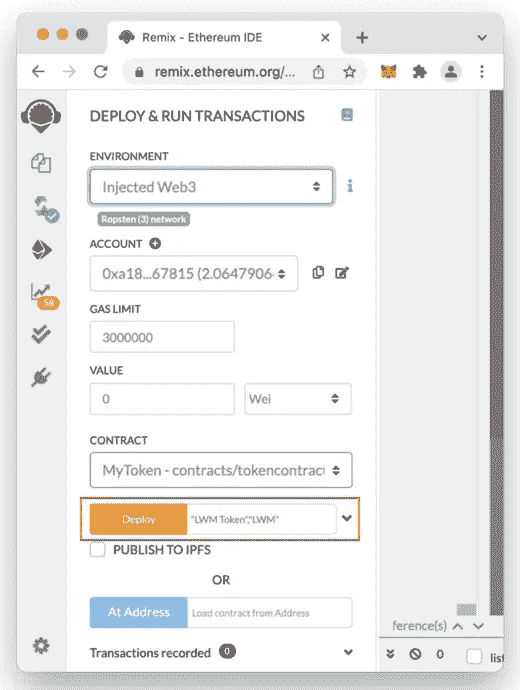 Remix - Ethereum IDE
remix.ethereum.org/...
DEPLOY & RUN TRANSACTIONS
ENVIRONMENT
Injected Web3
Ropsten (3) network
ACCOUNT
0xa18...67815 (2.0647906
GAS LIMIT
3000000
VALUE
0
Wei
CONTRACT
MyToken - contracts/tokencontract
58
Deploy
"LWM Token","LWM"
PUBLISH TO IPFS
OR
At Address
Load contract from Address
ference(s)
Transactions recorded 0
0
list